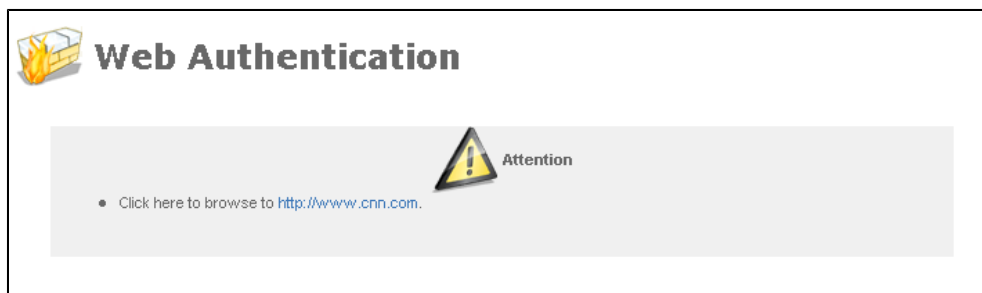 Web Authentication
Attention
• Click here to browse to http://www.cnn.com.